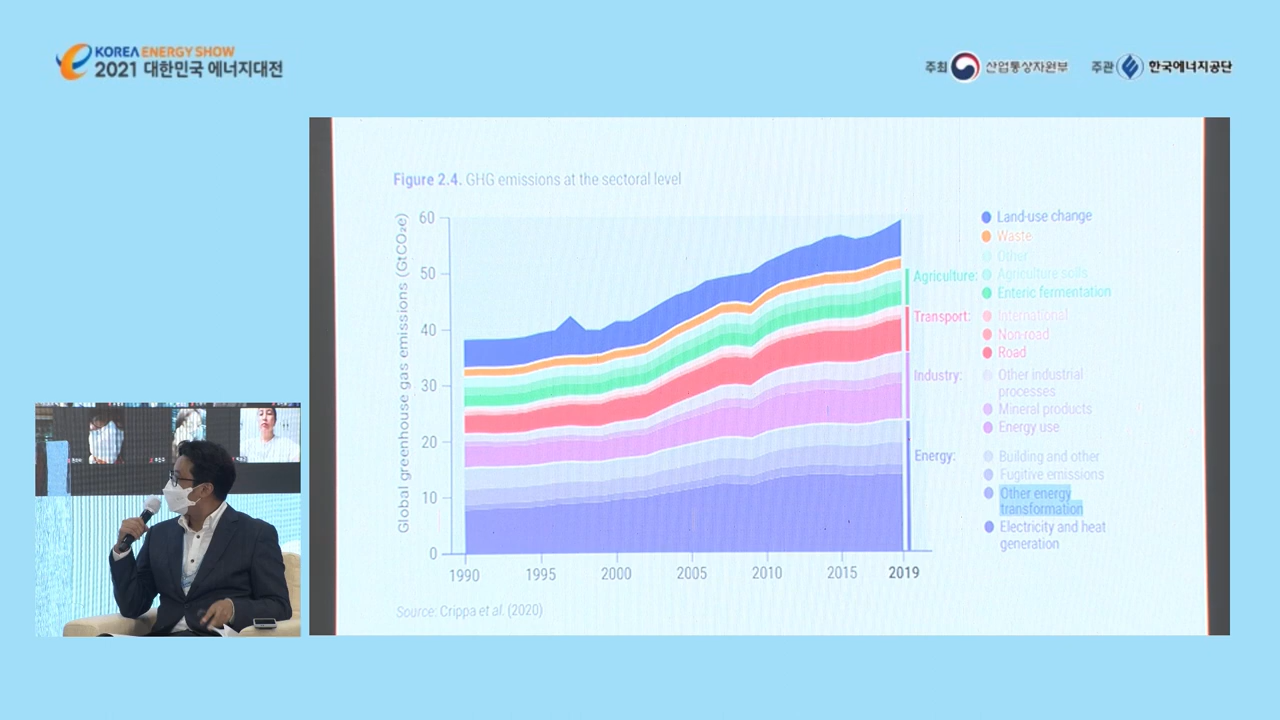 KOREA ENERGY SHOW
2021 대한민국 에너지대전
주최 산업통상자원부 주관 한국에너지공단
Figure 2.4. GHG emissions at the sectoral level
Global greenhouse gas emissions (GtCO₂e)
60
50
40
30
20
10
0
1990 1995 2000 2005 2010 2015 2019
Land-use change
Waste
Other
Agriculture: Agriculture soils
Enteric fermentation
Transport: International
Non-road
Road
Industry: Other industrial
processes
Mineral products
Energy use
Energy: Building and other
Fugitive emissions
Other energy
transformation
Electricity and heat
generation
Source: Crippa et al. (2020)